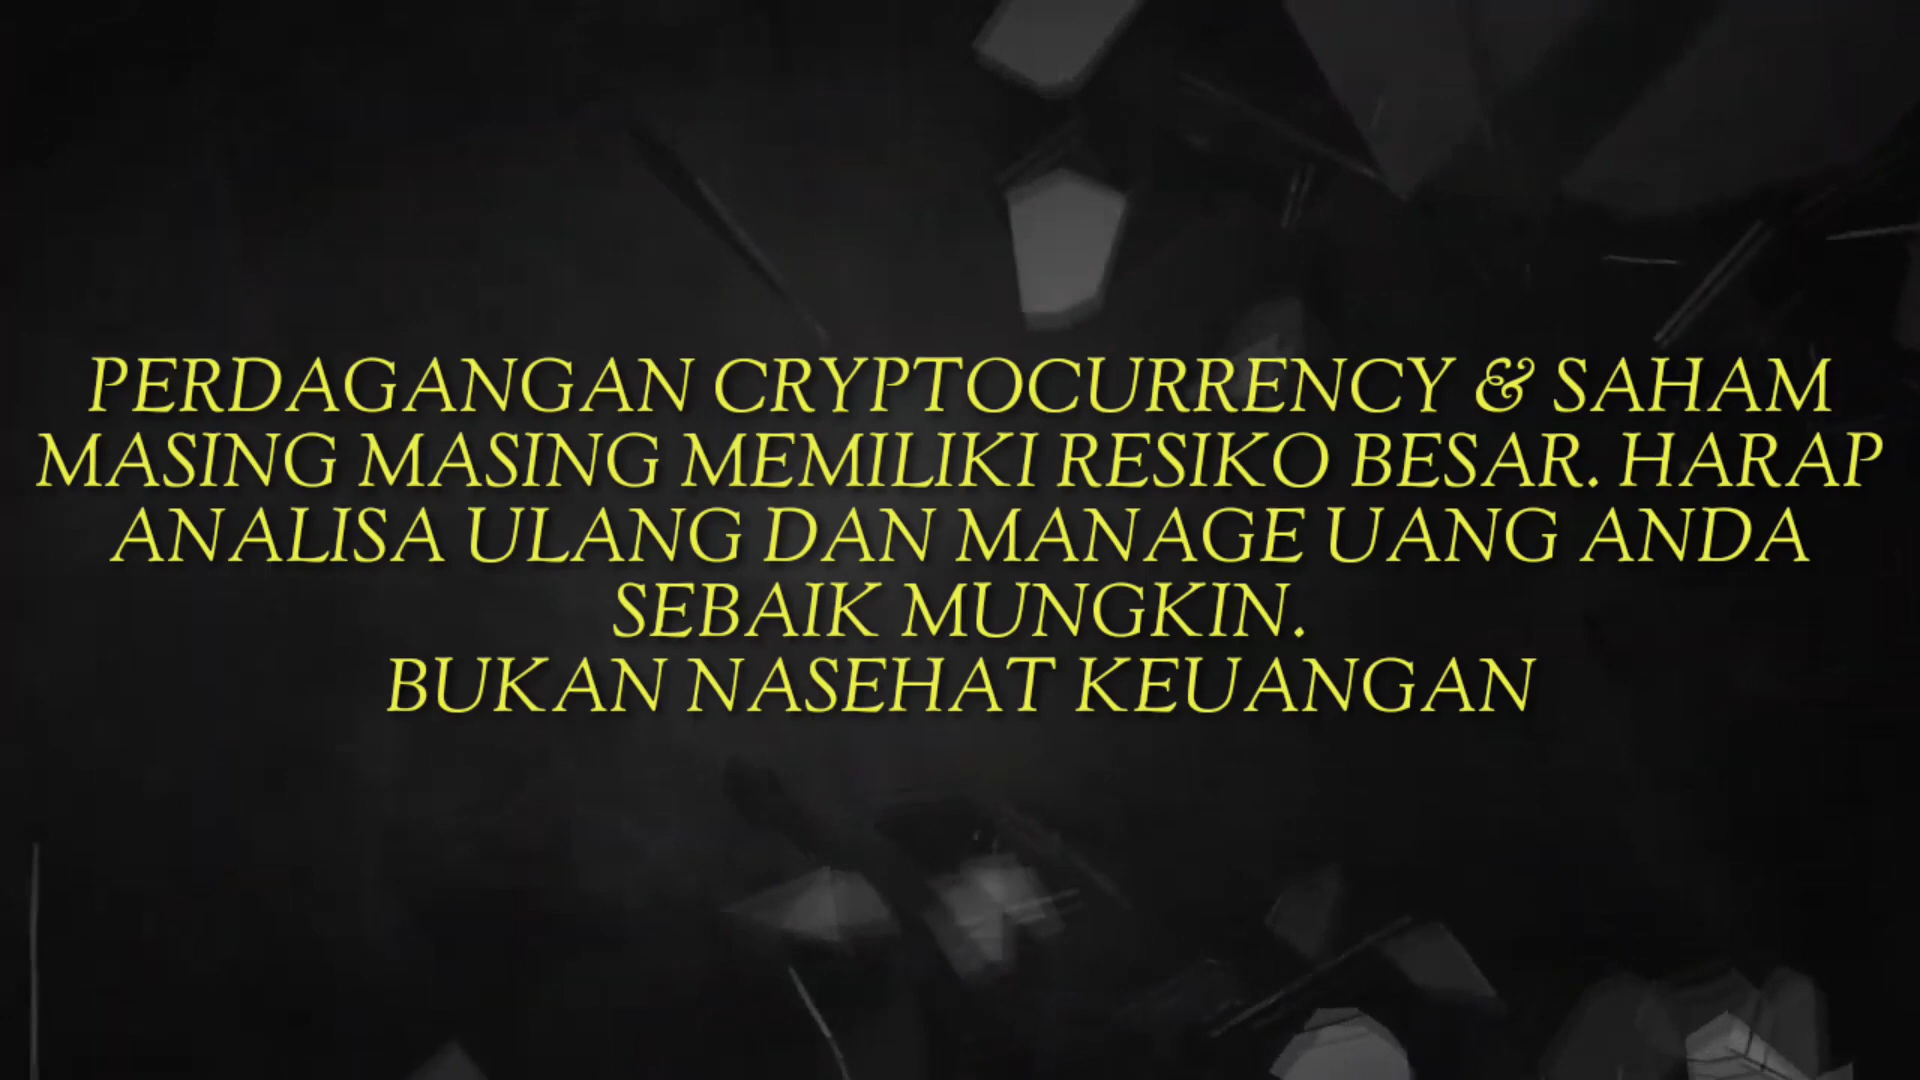 PERDAGANGAN CRYPTOCURRENCY & SAHAM
MASING MASING MEMILIKI RESIKO BESAR. HARAP
ANALISA ULANG DAN MANAGE UANG ANDA
SEBAIK MUNGKIN.
BUKAN NASEHAT KEUANGAN